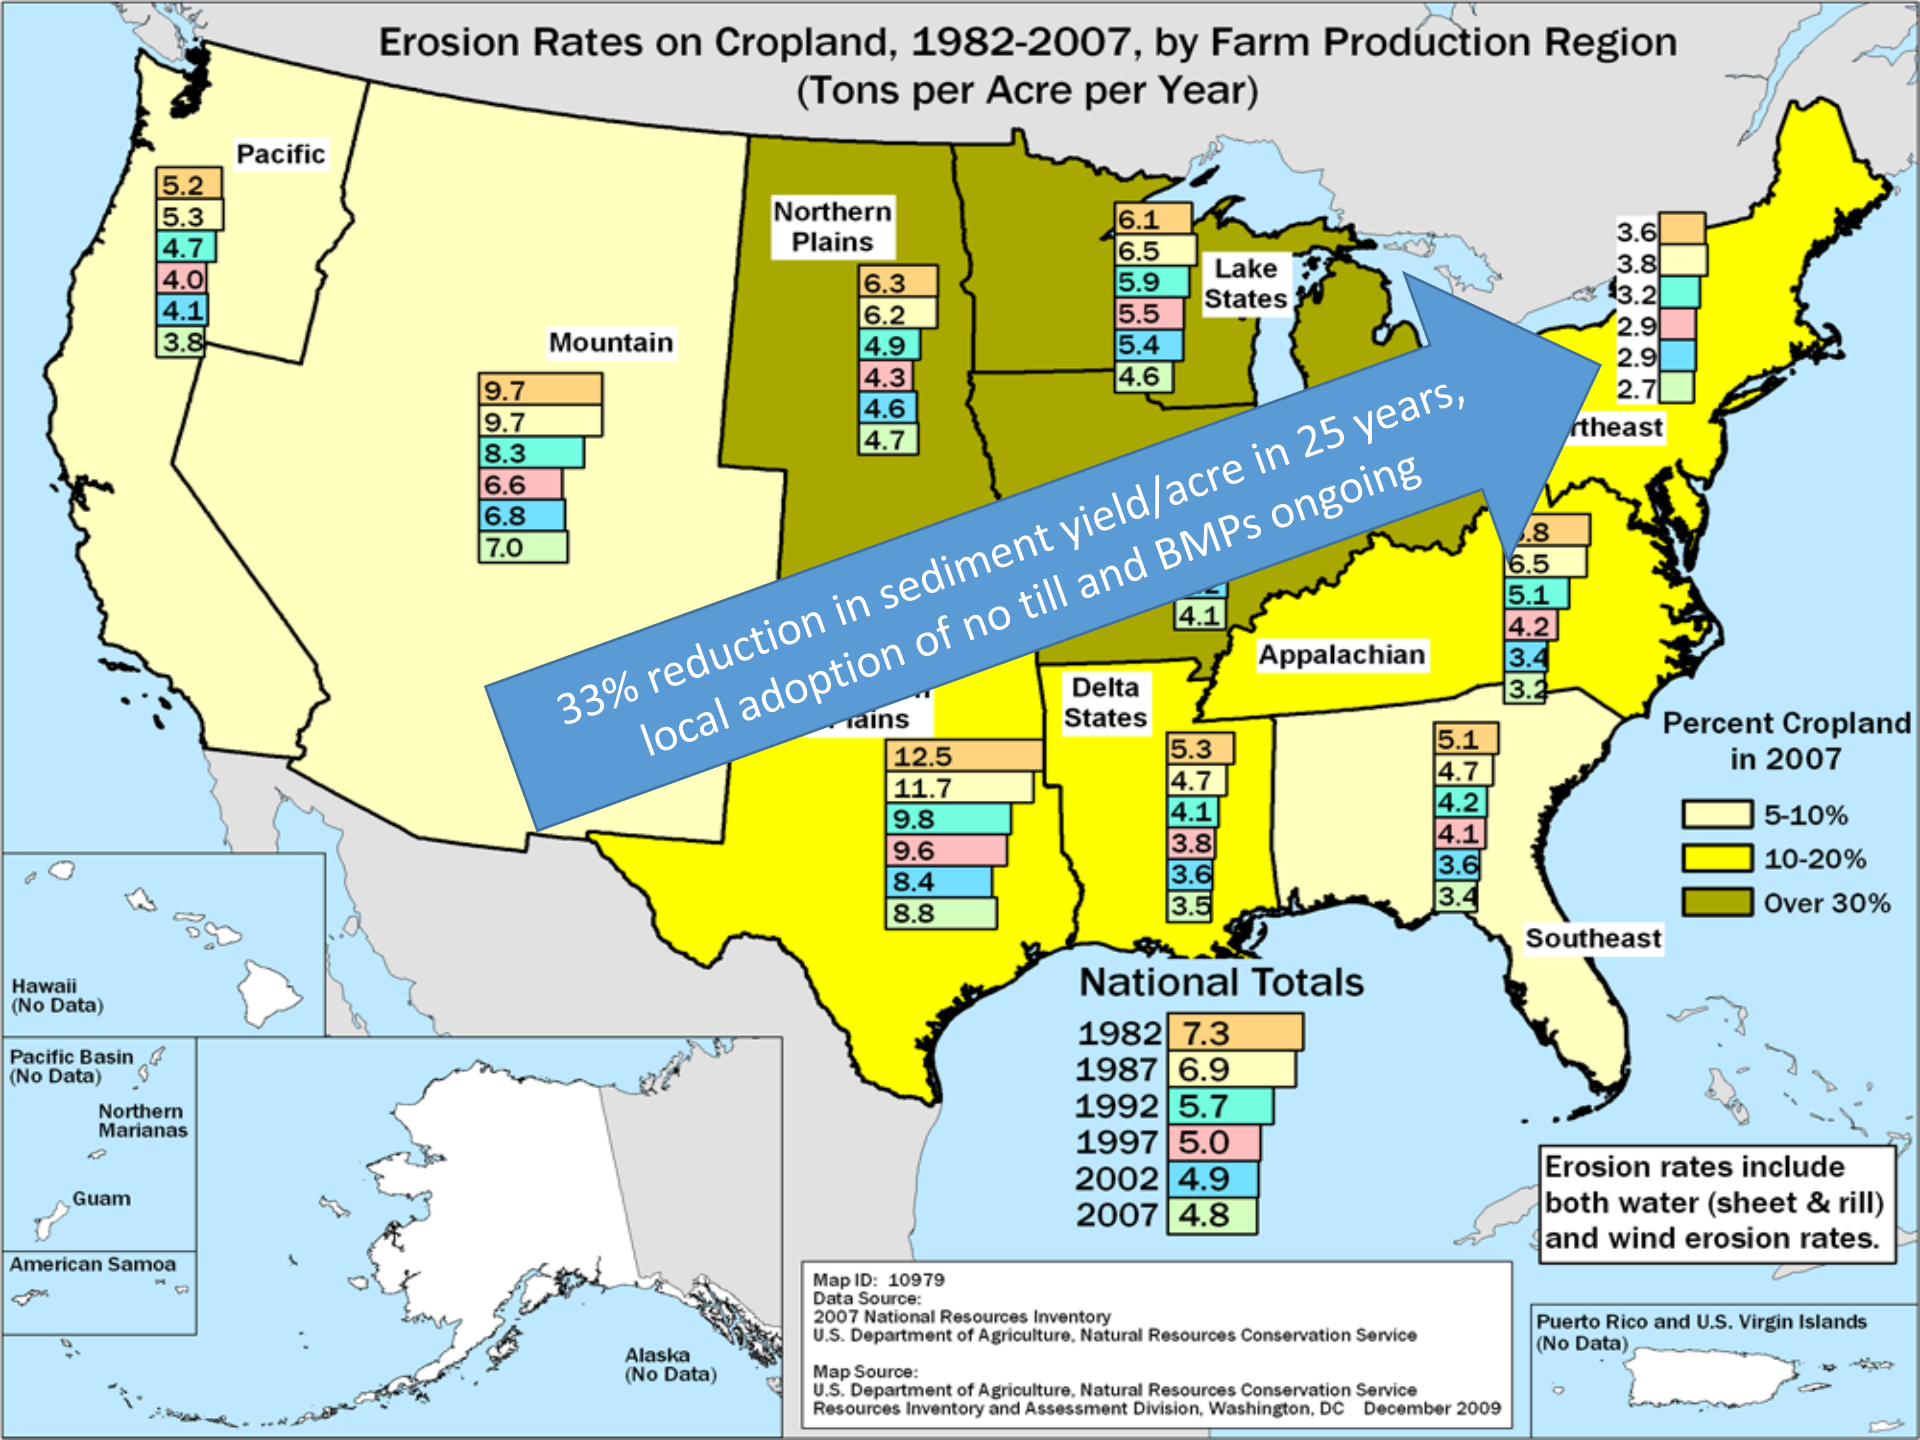 Erosion Rates on Cropland, 1982-2007, by Farm Production Region
(Tons per Acre per Year)
Pacific
5.2
5.3
4.7
4.0
4.1
3.8
Mountain
9.7
9.7
8.3
6.6
6.8
7.0
Northern
Plains
6.3
6.2
4.9
4.3
4.6
4.7
Lake
States
6.1
6.5
5.9
5.5
5.4
4.6
3.6
3.8
3.2
2.9
2.9
2.7
rtheast
33% reduction in sediment yield/acre in 25 years,
local adoption of no till and BMPs ongoing
4.1
Appalachian
.8
6.5
5.1
4.2
3.4
3.2
lains
12.5
11.7
9.8
9.6
8.4
8.8
Delta
States
5.3
4.7
4.1
3.8
3.6
3.5
5.1
4.7
4.2
4.1
3.6
3.4
Southeast
Percent Cropland
in 2007
5-10%
10-20%
Over 30%
National Totals
1982 7.3
1987 6.9
1992 5.7
1997 5.0
2002 4.9
2007 4.8
Hawaii
(No Data)
Pacific Basin
(No Data)
Northern
Marianas
Guam
American Samoa
Alaska
(No Data)
Erosion rates include
both water (sheet & rill)
and wind erosion rates.
Map ID: 10979
Data Source:
2007 National Resources Inventory
U.S. Department of Agriculture, Natural Resources Conservation Service
Map Source:
U.S. Department of Agriculture, Natural Resources Conservation Service
Resources Inventory and Assessment Division, Washington, DC December 2009
Puerto Rico and U.S. Virgin Islands
(No Data)